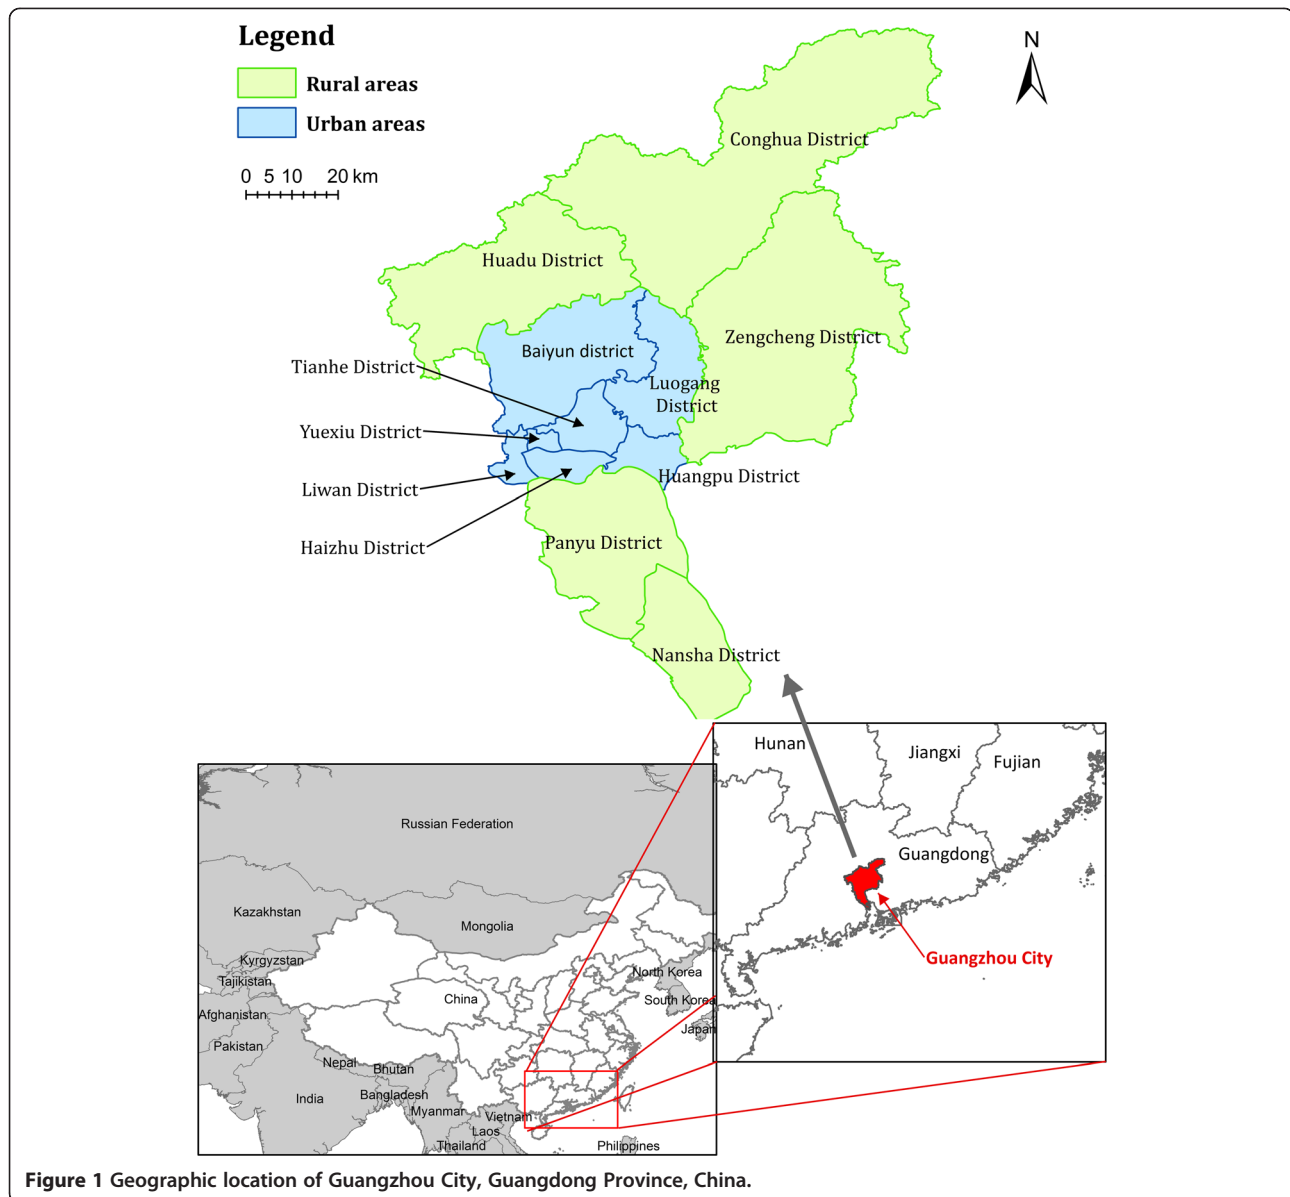 Legend
Rural areas
Urban areas
0 5 10 20 km
N
Conghua District
Huadu District
Zengcheng District
Baiyun district
Tianhe District
Luogang
District
Yuexiu District
Huangpu District
Liwan District
Haizhu District
Panyu District
Nansha District
Hunan
Jiangxi
Fujian
Guangdong
Guangzhou City
Russian Federation
Kazakhstan
Mongolia
Kyrgyzstan
North Korea
Tajikistan
China
South Korea
Afghanistan
Japan
Pakistan
Nepal
Bhutan
India
Bangladesh
Myanmar
Vietnam
Laos
Thailand
Philippines
Figure 1 Geographic location of Guangzhou City, Guangdong Province, China.